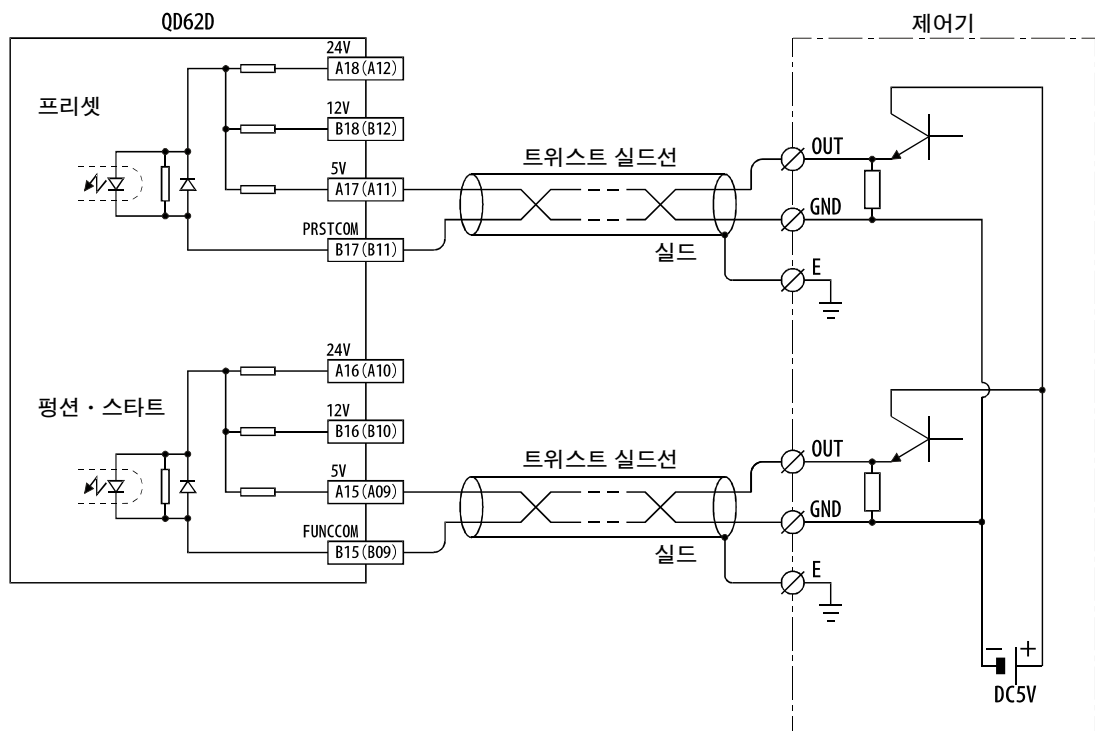 QD62D
제어기
24V
A18(A12)
프리셋
12V
B18(B12)
5V
A17(A11)
PRSTCOM
B17(B11)
트위스트 실드선
실드
OUT
GND
E
24V
A16(A10)
펑션·스타트
12V
B16(B10)
5V
A15(A09)
FUNCCOM
B15(B09)
트위스트 실드선
실드
OUT
GND
E
− +
DC5V